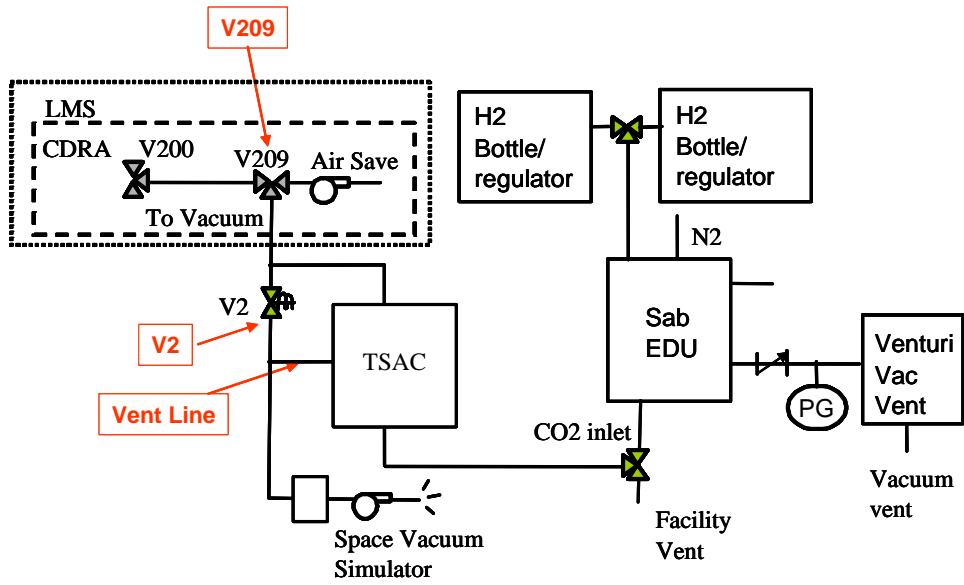 V209
LMS
CDRA
V200
V209
Air Save
To Vacuum
H2
Bottle/
regulator
H2
Bottle/
regulator
N2
V2
V2
Vent Line
TSAC
Sab
EDU
Venturi
Vac
Vent
PG
CO2 inlet
Vacuum
vent
Facility
Vent
Space Vacuum
Simulator